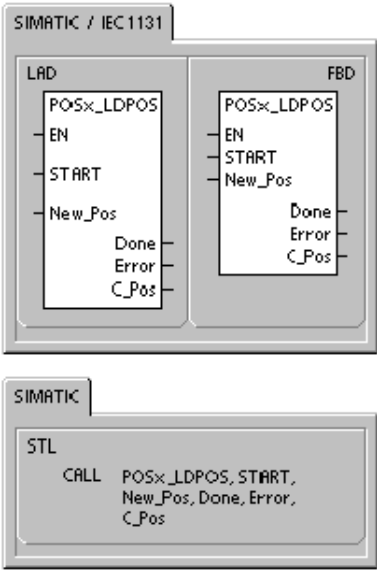 SIMATIC / IEC1131
LAD
FBD
POSx_LDPOS
EN
START
New_Pos
Done
Error
C_Pos
POSx_LDPOS
EN
START
New_Pos
Done
Error
C_Pos
SIMATIC
STL
CALL POSx_LDPOS, START,
New_Pos, Done, Error,
C_Pos